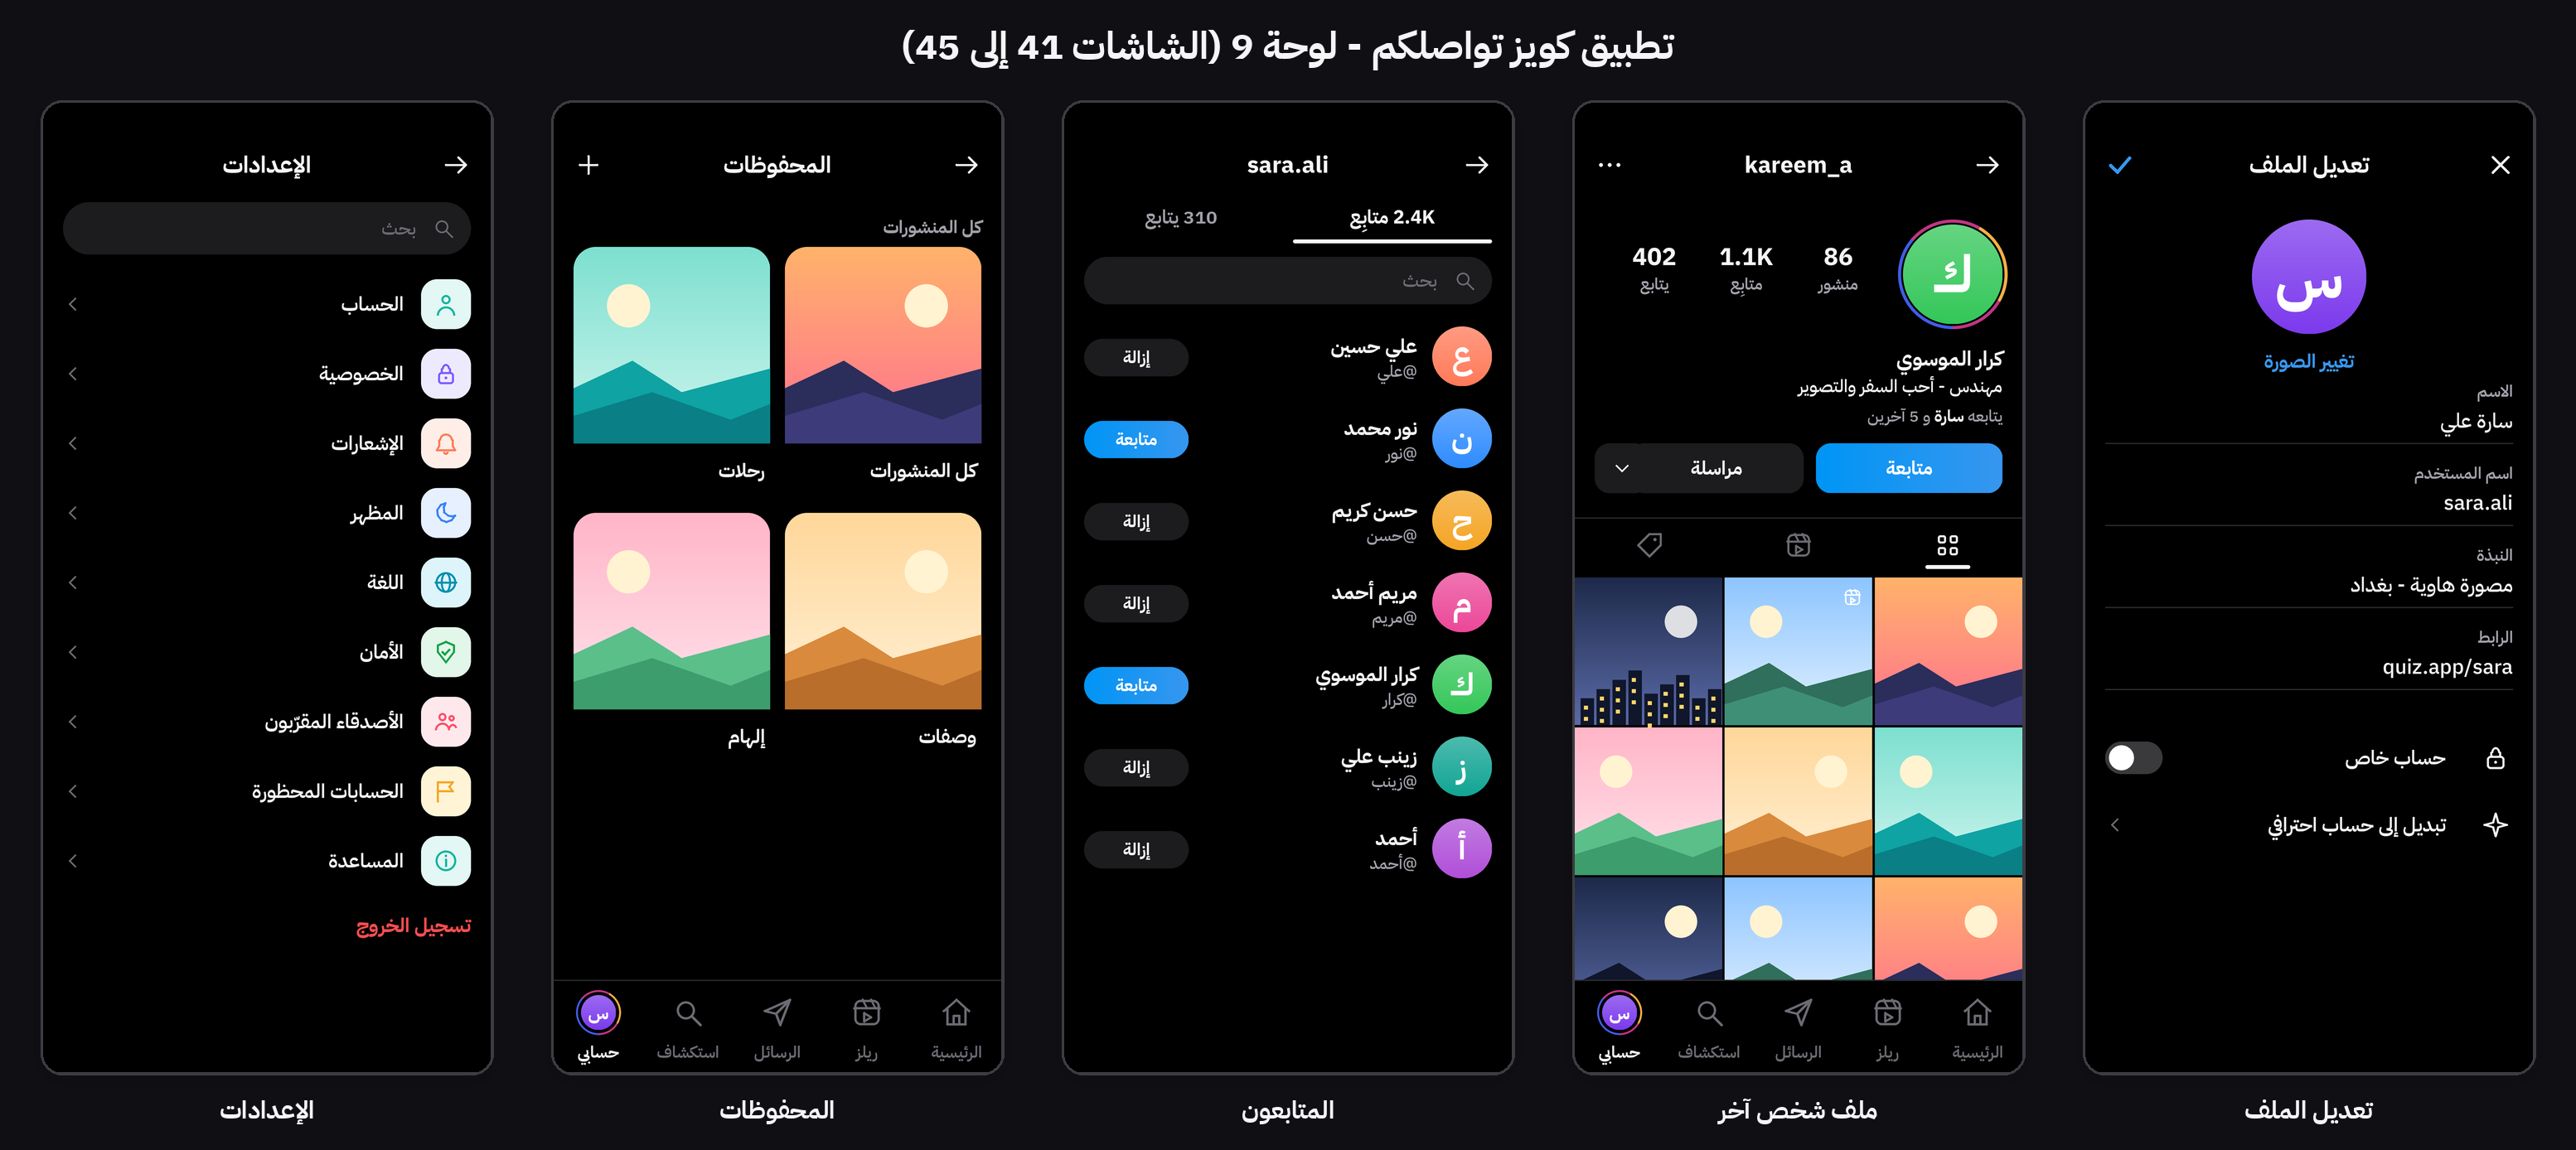 تطبيق كويز تواصلكم - لوحة 9 (الشاشات 41 إلى 45)
تعديل الملف
س
تغيير الصورة
الاسم
سارة علي
اسم المستخدم
sara.ali
النبذة
مصورة هاوية - بغداد
الرابط
quiz.app/sara
حساب خاص
تبديل إلى حساب احترافي
تعديل الملف
kareem_a
ك
86 1.1K 402
منشور متابِع يتابع
كرار الموسوي
مهندس - أحب السفر والتصوير
يتابعه سارة و 5 آخرين
متابعة مراسلة
س
الرئيسية ريلز الرسائل استكشاف حسابي
ملف شخص آخر
sara.ali
2.4K متابِع 310 يتابع
بحث
ع علي حسين إزالة
@علي
ن نور محمد متابعة
@نور
ح حسن كريم إزالة
@حسن
م مريم أحمد إزالة
@مريم
ك كرار الموسوي متابعة
@كرار
ز زينب علي إزالة
@زينب
أ أحمد إزالة
@أحمد
المتابعون
المحفوظات
كل المنشورات
كل المنشورات رحلات
وصفات إلهام
س
الرئيسية ريلز الرسائل استكشاف حسابي
المحفوظات
الإعدادات
بحث
الحساب
الخصوصية
الإشعارات
المظهر
اللغة
الأمان
الأصدقاء المقرّبون
الحسابات المحظورة
المساعدة
تسجيل الخروج
الإعدادات